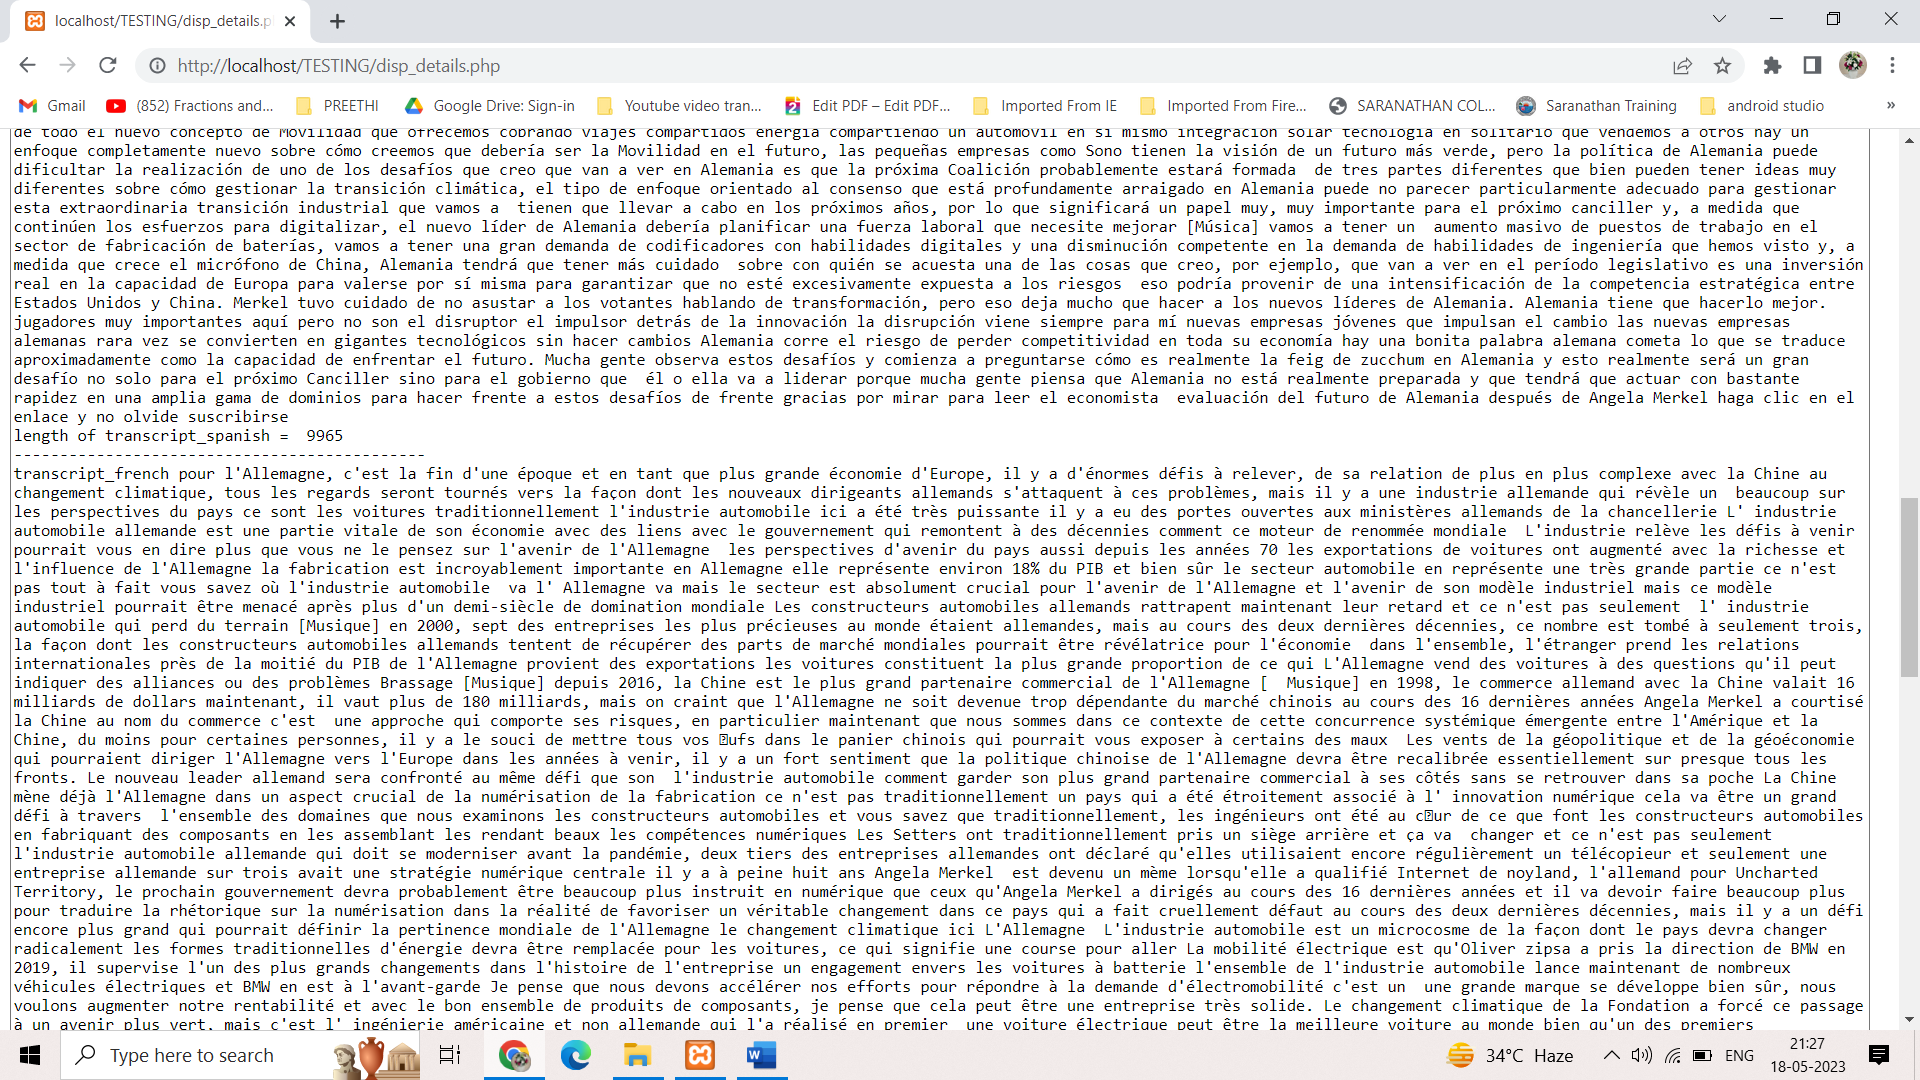 localhost/TESTING/disp_details.p
http://localhost/TESTING/disp_details.php
Gmail
(852) Fractions and...
PREETHI
Google Drive: Sign-in
Youtube video tran...
Edit PDF – Edit PDF...
Imported From IE
Imported From Fire...
SARANATHAN COL...
Saranathan Training
android studio
»
de todo el nuevo concepto de Movilidad que ofrecemos cobrando viajes compartidos energía compartiendo un automóvil en sí mismo integración solar tecnología en solitario que vendemos a otros hay un
enfoque completamente nuevo sobre cómo creemos que debería ser la Movilidad en el futuro, las pequeñas empresas como Sono tienen la visión de un futuro más verde, pero la política de Alemania puede
dificultar la realización de uno de los desafíos que creo que van a ver en Alemania es que la próxima Coalición probablemente estará formada  de tres partes diferentes que bien pueden tener ideas muy
diferentes sobre cómo gestionar la transición climática, el tipo de enfoque orientado al consenso que está profundamente arraigado en Alemania puede no parecer particularmente adecuado para gestionar
esta extraordinaria transición industrial que vamos a  tienen que llevar a cabo en los próximos años, por lo que significará un papel muy, muy importante para el próximo canciller y, a medida que
continúen los esfuerzos para digitalizar, el nuevo líder de Alemania debería planificar una fuerza laboral que necesite mejorar [Música] vamos a tener un  aumento masivo de puestos de trabajo en el
sector de fabricación de baterías, vamos a tener una gran demanda de codificadores con habilidades digitales y una disminución competente en la demanda de habilidades de ingeniería que hemos visto y, a
medida que crece el micrófono de China, Alemania tendrá que tener más cuidado  sobre con quién se acuesta una de las cosas que creo, por ejemplo, que van a ver en el período legislativo es una inversión
real en la capacidad de Europa para valerse por sí misma para garantizar que no esté excesivamente expuesta a los riesgos  eso podría provenir de una intensificación de la competencia estratégica entre
Estados Unidos y China. Merkel tuvo cuidado de no asustar a los votantes hablando de transformación, pero eso deja mucho que hacer a los nuevos líderes de Alemania. Alemania tiene que hacerlo mejor.
jugadores muy importantes aquí pero no son el disruptor el impulsor detrás de la innovación la disrupción viene siempre para mí nuevas empresas jóvenes que impulsan el cambio las nuevas empresas
alemanas rara vez se convierten en gigantes tecnológicos sin hacer cambios Alemania corre el riesgo de perder competitividad en toda su economía hay una bonita palabra alemana cometa lo que se traduce
aproximadamente como la capacidad de enfrentar el futuro. Mucha gente observa estos desafíos y comienza a preguntarse cómo es realmente la feig de zucchum en Alemania y esto realmente será un gran
desafío no solo para el próximo Canciller sino para el gobierno que  él o ella va a liderar porque mucha gente piensa que Alemania no está realmente preparada y que tendrá que actuar con bastante
rapidez en una amplia gama de dominios para hacer frente a estos desafíos de frente gracias por mirar para leer el economista  evaluación del futuro de Alemania después de Angela Merkel haga clic en el
enlace y no olvide suscribirse
length of transcript_spanish =  9965
---------------------------------------------
transcript_french pour l'Allemagne, c'est la fin d'une époque et en tant que plus grande économie d'Europe, il y a d'énormes défis à relever, de sa relation de plus en plus complexe avec la Chine au
changement climatique, tous les regards seront tournés vers la façon dont les nouveaux dirigeants allemands s'attaquent à ces problèmes, mais il y a une industrie allemande qui révèle un  beaucoup sur
les perspectives du pays ce sont les voitures traditionnellement l'industrie automobile ici a été très puissante il y a eu des portes ouvertes aux ministères allemands de la chancellerie L' industrie
automobile allemande est une partie vitale de son économie avec des liens avec le gouvernement qui remontent à des décennies comment ce moteur de renommée mondiale  L'industrie relève les défis à venir
pourrait vous en dire plus que vous ne le pensez sur l'avenir de l'Allemagne  les perspectives d'avenir du pays aussi depuis les années 70 les exportations de voitures ont augmenté avec la richesse et
l'influence de l'Allemagne la fabrication est incroyablement importante en Allemagne elle représente environ 18% du PIB et bien sûr le secteur automobile en représente une très grande partie ce n'est
pas tout à fait vous savez où l'industrie automobile  va l' Allemagne va mais le secteur est absolument crucial pour l'avenir de l'Allemagne et l'avenir de son modèle industriel mais ce modèle
industriel pourrait être menacé après plus d'un demi-siècle de domination mondiale Les constructeurs automobiles allemands rattrapent maintenant leur retard et ce n'est pas seulement  l' industrie
automobile qui perd du terrain [Musique] en 2000, sept des entreprises les plus précieuses au monde étaient allemandes, mais au cours des deux dernières décennies, ce nombre est tombé à seulement trois,
la façon dont les constructeurs automobiles allemands tentent de récupérer des parts de marché mondiales pourrait être révélatrice pour l'économie  dans l'ensemble, l'étranger prend les relations
internationales près de la moitié du PIB de l'Allemagne provient des exportations les voitures constituent la plus grande proportion de ce qui L'Allemagne vend des voitures à des questions qu'il peut
indiquer des alliances ou des problèmes Brassage [Musique] depuis 2016, la Chine est le plus grand partenaire commercial de l'Allemagne [  Musique] en 1998, le commerce allemand avec la Chine valait 16
milliards de dollars maintenant, il vaut plus de 180 milliards, mais on craint que l'Allemagne ne soit devenue trop dépendante du marché chinois au cours des 16 dernières années Angela Merkel a courtisé
la Chine au nom du commerce c'est  une approche qui comporte ses risques, en particulier maintenant que nous sommes dans ce contexte de cette concurrence systémique émergente entre l'Amérique et la
Chine, du moins pour certaines personnes, il y a le souci de mettre tous vos ufs dans le panier chinois qui pourrait vous exposer à certains des maux  Les vents de la géopolitique et de la géoéconomie
qui pourraient diriger l'Allemagne vers l'Europe dans les années à venir, il y a un fort sentiment que la politique chinoise de l'Allemagne devra être recalibrée essentiellement sur presque tous les
fronts. Le nouveau leader allemand sera confronté au même défi que son  l'industrie automobile comment garder son plus grand partenaire commercial à ses côtés sans se retrouver dans sa poche La Chine
mène déjà l'Allemagne dans un aspect crucial de la numérisation de la fabrication ce n'est pas traditionnellement un pays qui a été étroitement associé à l' innovation numérique cela va être un grand
défi à travers  l'ensemble des domaines que nous examinons les constructeurs automobiles et vous savez que traditionnellement, les ingénieurs ont été au cur de ce que font les constructeurs automobiles
en fabriquant des composants en les assemblant les rendant beaux les compétences numériques Les Setters ont traditionnellement pris un siège arrière et ça va  changer et ce n'est pas seulement
l'industrie automobile allemande qui doit se moderniser avant la pandémie, deux tiers des entreprises allemandes ont déclaré qu'elles utilisaient encore régulièrement un télécopieur et seulement une
entreprise allemande sur trois avait une stratégie numérique centrale il y a à peine huit ans Angela Merkel  est devenu un mème lorsqu'elle a qualifié Internet de noyland, l'allemand pour Uncharted
Territory, le prochain gouvernement devra probablement être beaucoup plus instruit en numérique que ceux qu'Angela Merkel a dirigés au cours des 16 dernières années et il va devoir faire beaucoup plus
pour traduire la rhétorique sur la numérisation dans la réalité de favoriser un véritable changement dans ce pays qui a fait cruellement défaut au cours des deux dernières décennies, mais il y a un défi
encore plus grand qui pourrait définir la pertinence mondiale de l'Allemagne le changement climatique ici L'Allemagne  L'industrie automobile est un microcosme de la façon dont le pays devra changer
radicalement les formes traditionnelles d'énergie devra être remplacée pour les voitures, ce qui signifie une course pour aller La mobilité électrique est qu'Oliver zipsa a pris la direction de BMW en
2019, il supervise l'un des plus grands changements dans l'histoire de l'entreprise un engagement envers les voitures à batterie l'ensemble de l'industrie automobile lance maintenant de nombreux
véhicules électriques et BMW en est à l'avant-garde Je pense que nous devons accélérer nos efforts pour répondre à la demande d'électromobilité c'est un  une grande marque se développe bien sûr, nous
voulons augmenter notre rentabilité et avec le bon ensemble de produits de composants, je pense que cela peut être une entreprise très solide. Le changement climatique de la Fondation a forcé ce passage
à un avenir plus vert, mais c'est l' ingénierie américaine et non allemande qui l'a réalisé en premier  une voiture électrique peut être la meilleure voiture au monde bien qu'un des premiers
Type here to search
34°C Haze
ENG
21:27
18-05-2023